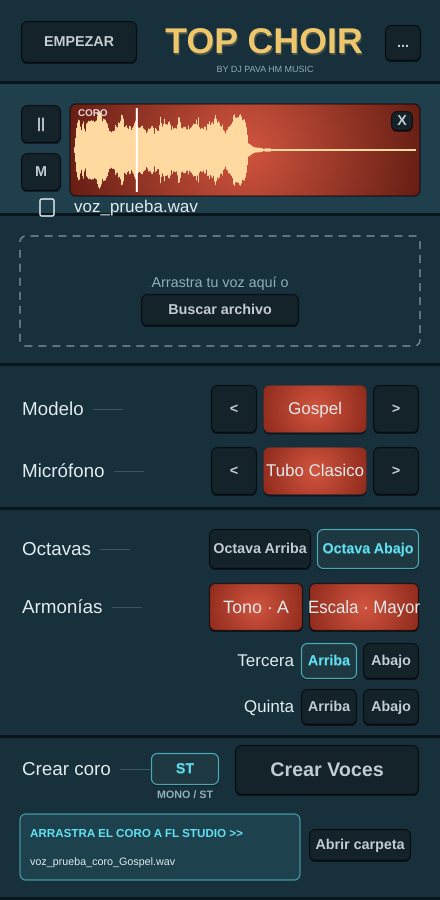 EMPEZAR
TOP CHOIR
...
BY DJ PAVA HM MUSIC
||
CORO
X
M
voz_prueba.wav
Arrastra tu voz aquí o
Buscar archivo
Modelo
<
Gospel
>
Micrófono
<
Tubo Clasico
>
Octavas
Octava Arriba
Octava Abajo
Armonías
Tono · A
Escala · Mayor
Tercera
Arriba
Abajo
Quinta
Arriba
Abajo
Crear coro
ST
Crear Voces
MONO / ST
ARRASTRA EL CORO A FL STUDIO >>
voz_prueba_coro_Gospel.wav
Abrir carpeta